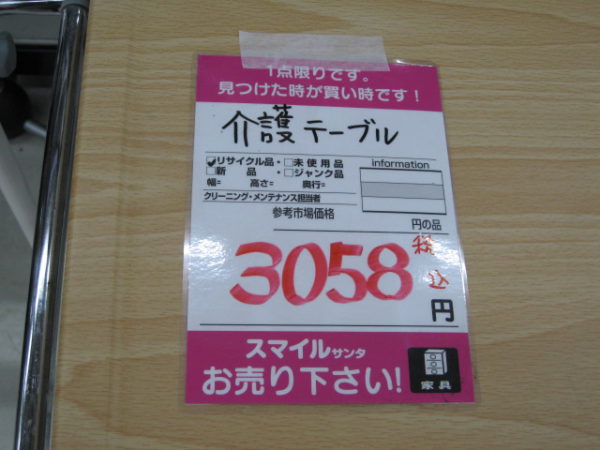 1点限りです。
見つけた時が買い時です！
介護テーブル
☑リサイクル品・□未使用品
□新品・□ジャンク品
幅= 高さ= 奥行=
クリーニング・メンテナンス担当者
information
参考市場価格
円の品
3058円
税込
スマイルサンタ
お売り下さい!
家具